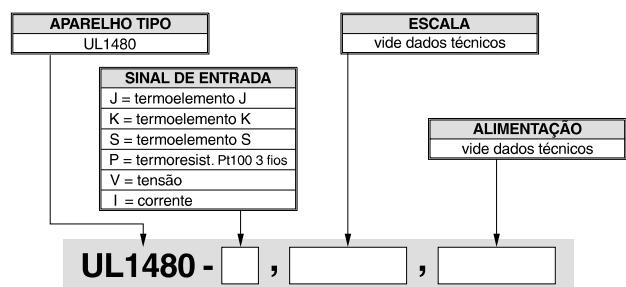 APARELHO TIPO
UL1480
ESCALA
vide dados técnicos
SINAL DE ENTRADA
J = termoelemento J
K = termoelemento K
S = termoelemento S
P = termoresist. Pt100 3 fios
V = tensão
I = corrente
ALIMENTAÇÃO
vide dados técnicos
UL1480 - , ,